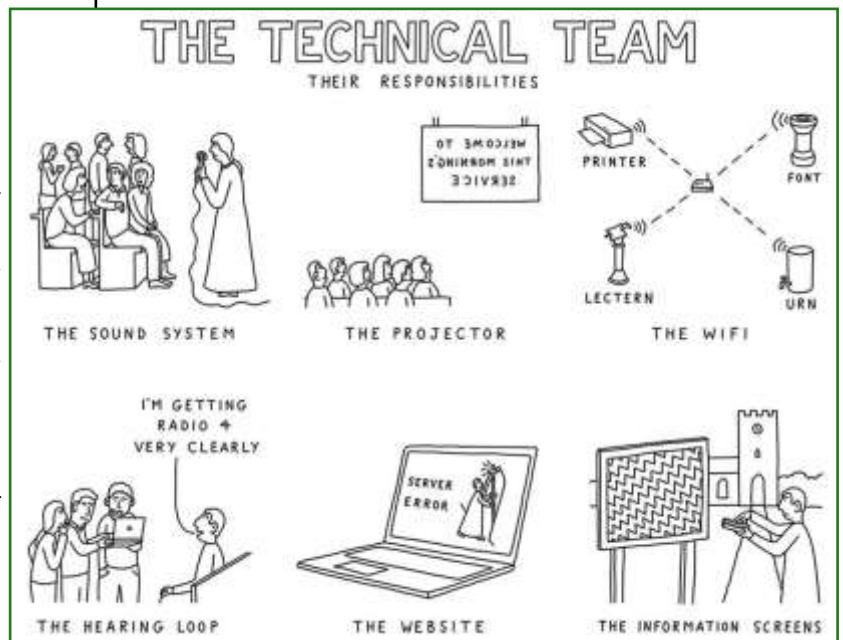 THE TECHNICAL TEAM
THEIR RESPONSIBILITIES
THE SOUND SYSTEM
WELCOME TO
THIS MORNING'S
SERVICE
THE PROJECTOR
PRINTER
FONT
LECTERN
URN
THE WIFI
I'M GETTING
RADIO 4
VERY CLEARLY
THE HEARING LOOP
SERVER
ERROR
THE WEBSITE
THE INFORMATION SCREENS